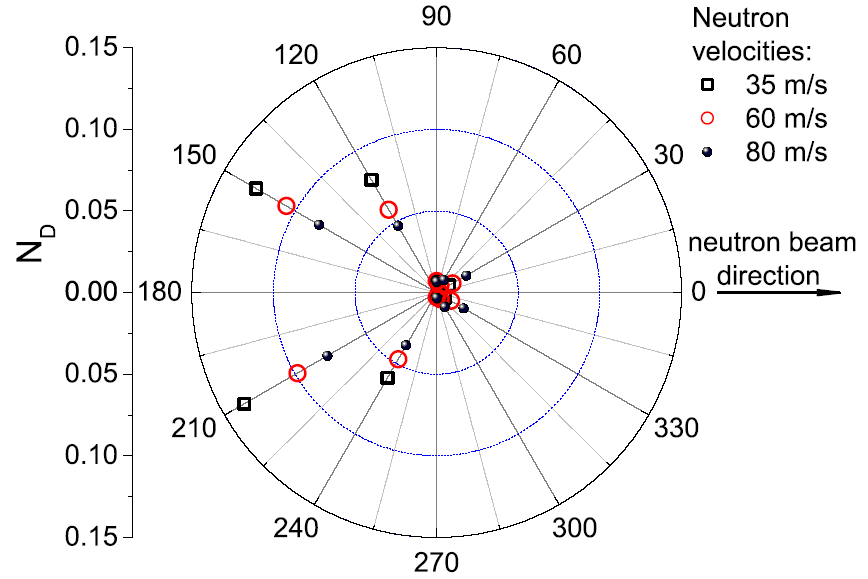 90
Neutron
velocities:
35 m/s
60 m/s
80 m/s
0.15
0.10
0.05
0.00
0.05
0.10
0.15
N_D
120
60
150
30
180
0
neutron beam
direction
210
330
240
300
270